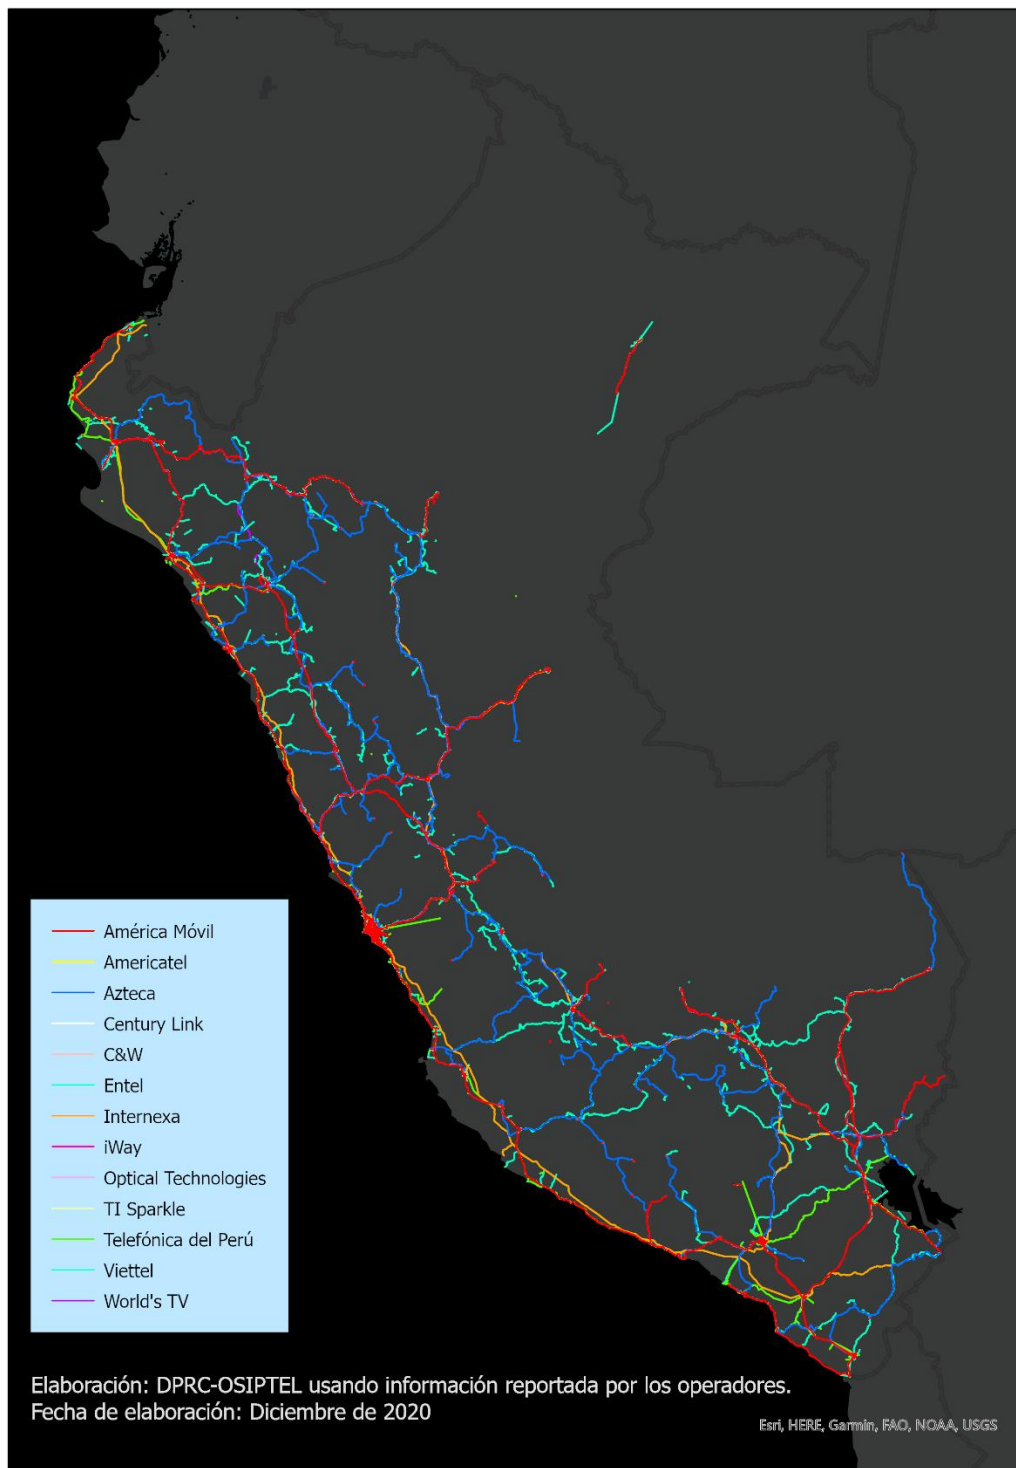 América Móvil
Americatel
Azteca
Century Link
C&W
Entel
Internexa
iWay
Optical Technologies
TI Sparkle
Telefónica del Perú
Viettel
World's TV
Elaboración: DPRC-OSIPTEL usando información reportada por los operadores.
Fecha de elaboración: Diciembre de 2020
Esri, HERE, Garmin, FAO, NOAA, USGS